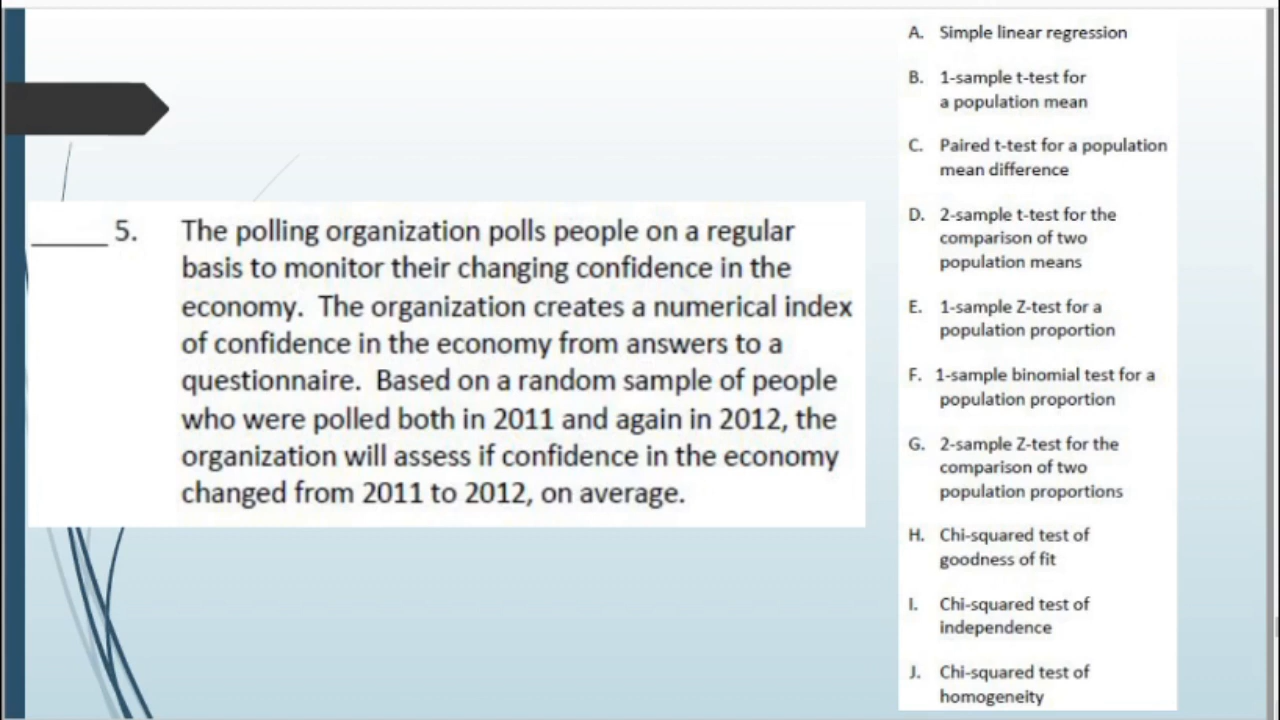 _____ 5. The polling organization polls people on a regular
basis to monitor their changing confidence in the
economy. The organization creates a numerical index
of confidence in the economy from answers to a
questionnaire. Based on a random sample of people
who were polled both in 2011 and again in 2012, the
organization will assess if confidence in the economy
changed from 2011 to 2012, on average.
A. Simple linear regression
B. 1-sample t-test for
a population mean
C. Paired t-test for a population
mean difference
D. 2-sample t-test for the
comparison of two
population means
E. 1-sample Z-test for a
population proportion
F. 1-sample binomial test for a
population proportion
G. 2-sample Z-test for the
comparison of two
population proportions
H. Chi-squared test of
goodness of fit
I. Chi-squared test of
independence
J. Chi-squared test of
homogeneity